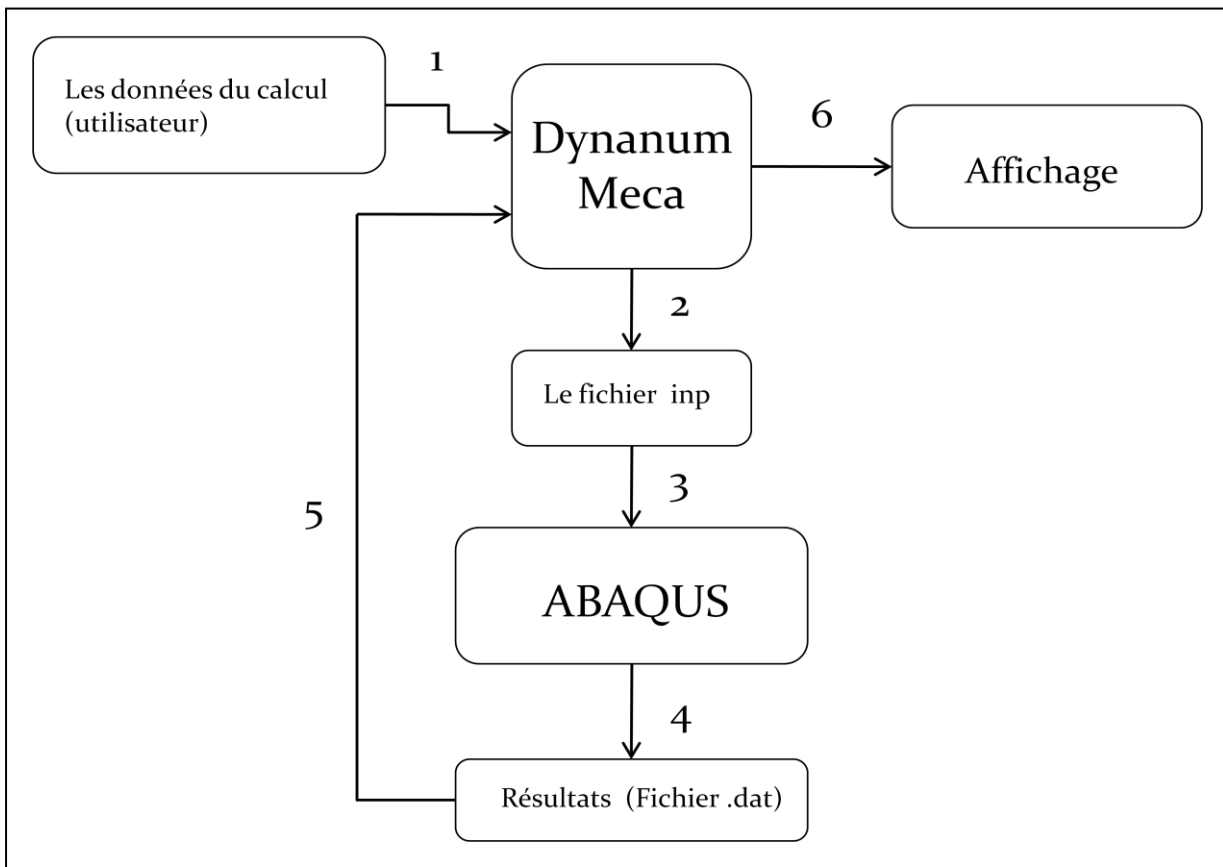 Les données du calcul
(utilisateur)
1
Dynanum
Meca
6
Affichage
2
Le fichier inp
3
ABAQUS
4
Résultats (Fichier .dat)
5